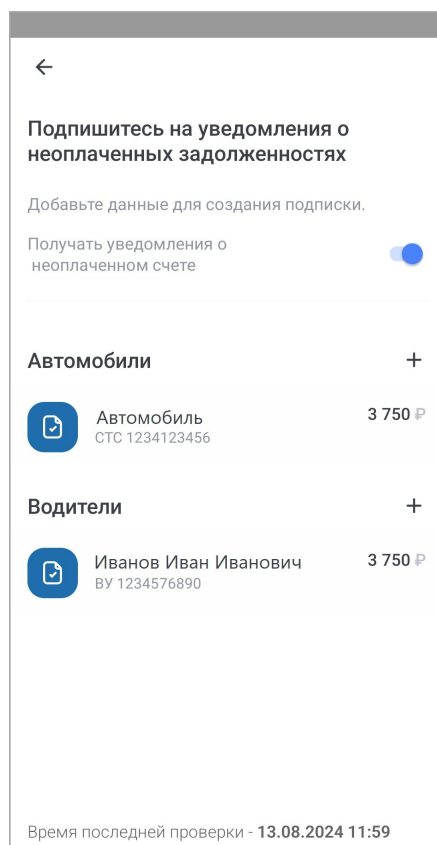 Подпишитесь на уведомления о
неоплаченных задолженностях
Добавьте данные для создания подписки.
Получать уведомления о
неоплаченном счете
Автомобили +
Автомобиль 3 750 ₽
СТС 1234123456
Водители +
Иванов Иван Иванович 3 750 ₽
ВУ 1234576890
Время последней проверки - 13.08.2024 11:59